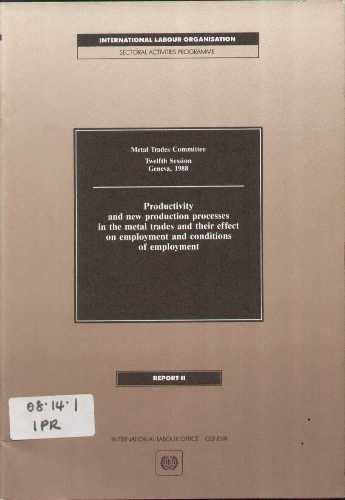 INTERNATIONAL LABOUR ORGANISATION
SECTORAL ACTIVITIES PROGRAMME
Metal Trades Committee
Twelfth Session
Geneva, 1988
Productivity
and new production processes
in the metal trades and their effect
on employment and conditions
of employment
REPORT II
08·14·1
IPR
INTERNATIONAL LABOUR OFFICE GENEVA